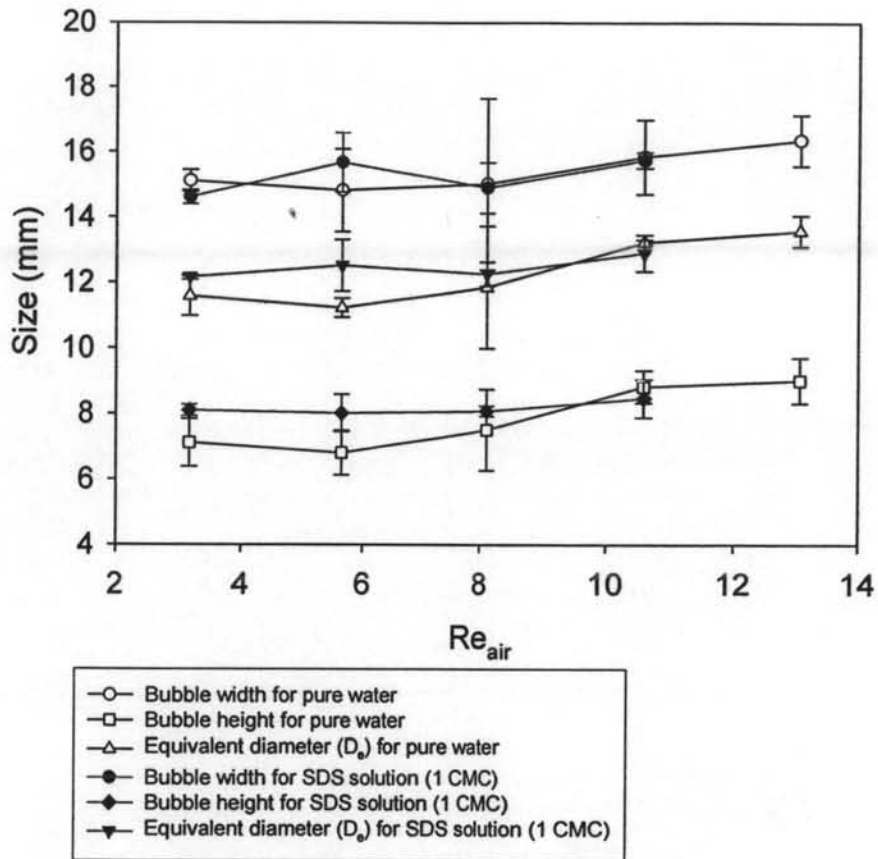 20
18
16
14
12
10
8
6
4
Size (mm)
2 4 6 8 10 12 14
Re_air
Bubble width for pure water
Bubble height for pure water
Equivalent diameter (D_e) for pure water
Bubble width for SDS solution (1 CMC)
Bubble height for SDS solution (1 CMC)
Equivalent diameter (D_e) for SDS solution (1 CMC)